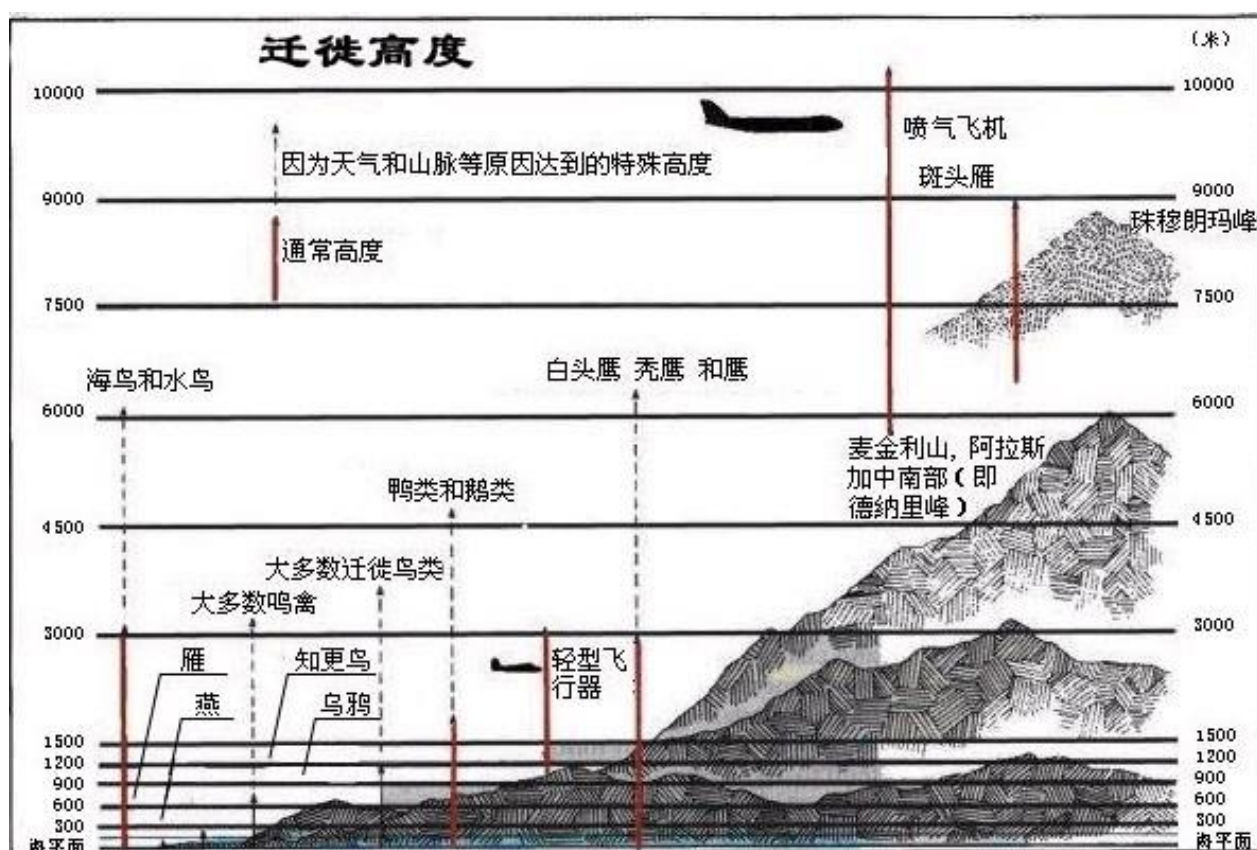 迁徙高度
(米)
10000
10000
喷气飞机
因为天气和山脉等原因达到的特殊高度
斑头雁
9000
9000
珠穆朗玛峰
通常高度
7500
7500
海鸟和水鸟
白头鹰 秃鹰 和鹰
6000
6000
麦金利山, 阿拉斯
加中南部(即
德纳里峰)
鸭类和鹅类
4500
4500
大多数迁徙鸟类
大多数鸣禽
3000
3000
雁
知更鸟
轻型飞
行器
燕
乌鸦
1500
1500
1200
1200
900
900
600
600
300
300
海平面
海平面